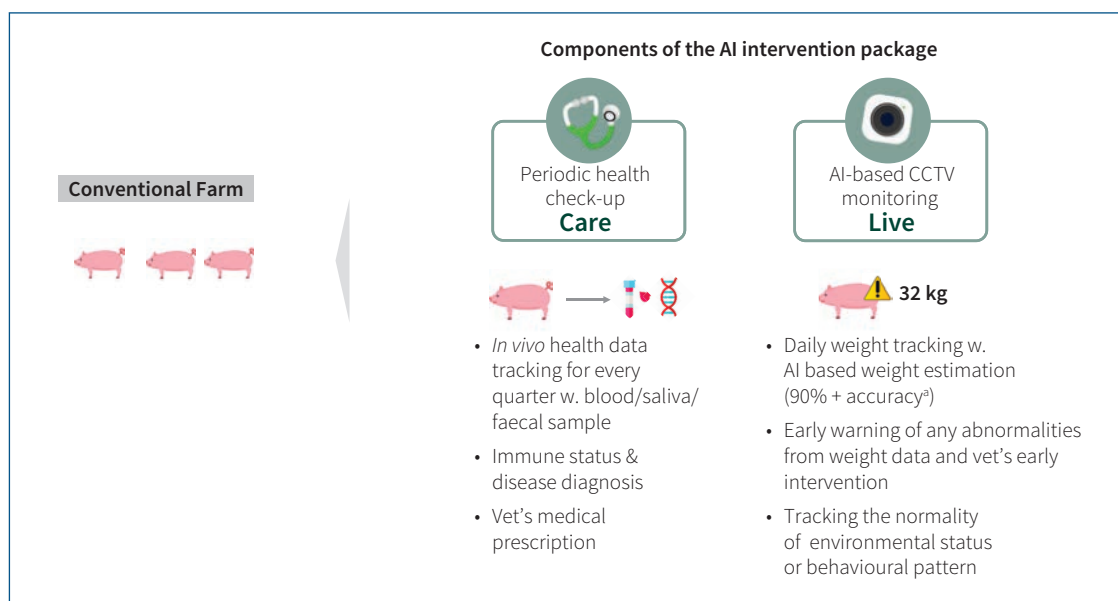 Components of the AI intervention package
Conventional Farm
Periodic health
check-up
Care
• In vivo health data
tracking for every
quarter w. blood/saliva/
faecal sample
• Immune status &
disease diagnosis
• Vet's medical
prescription
AI-based CCTV
monitoring
Live
32 kg
• Daily weight tracking w.
AI based weight estimation
(90% + accuracyᵃ)
• Early warning of any abnormalities
from weight data and vet's early
intervention
• Tracking the normality
of environmental status
or behavioural pattern